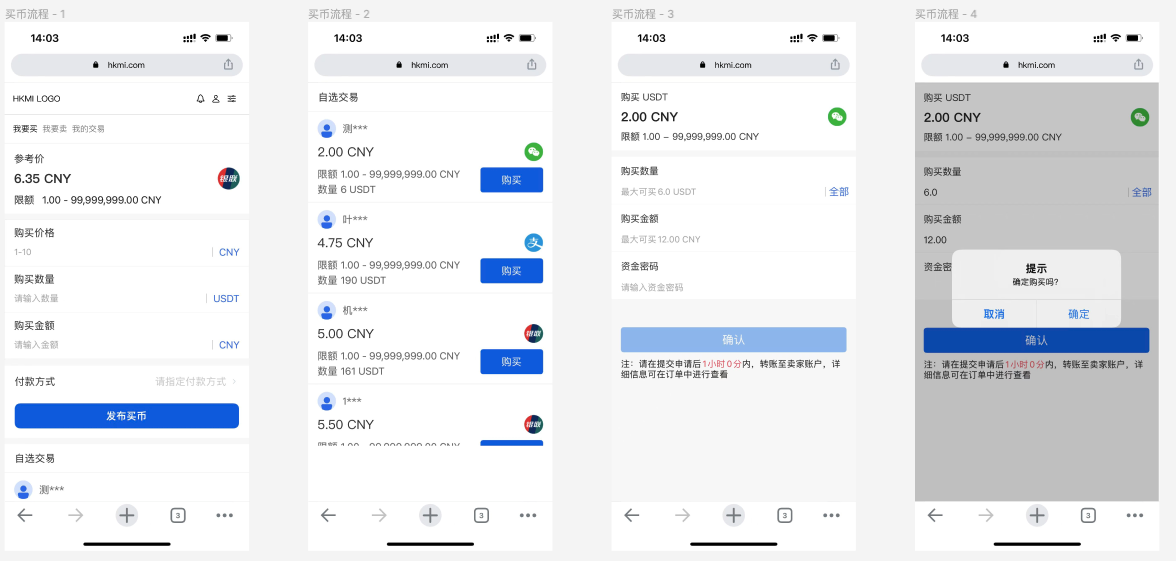 买币流程 - 1
14:03
hkmi.com
HKMI LOGO
我要买 我要卖 我的交易
参考价
6.35 CNY
银联
限额 1.00 - 99,999,999.00 CNY
购买价格
1-10
CNY
购买数量
请输入数量
USDT
购买金额
请输入金额
CNY
付款方式
请指定付款方式
发布买币
自选交易
测***
3
买币流程 - 2
14:03
hkmi.com
自选交易
测***
2.00 CNY
限额 1.00 - 99,999,999.00 CNY
数量 6 USDT
购买
叶***
4.75 CNY
支
限额 1.00 - 99,999,999.00 CNY
数量 190 USDT
购买
机***
5.00 CNY
银联
限额 1.00 - 99,999,999.00 CNY
数量 161 USDT
购买
1***
5.50 CNY
银联
限额 1.00 - 99,999,999.00 CNY
3
买币流程 - 3
14:03
hkmi.com
购买 USDT
2.00 CNY
限额 1.00 – 99,999,999.00 CNY
购买数量
最大可买 6.0 USDT
全部
购买金额
最大可买 12.00 CNY
资金密码
请输入资金密码
确认
注：请在提交申请后1小时0分内，转账至卖家账户，详
细信息可在订单中进行查看
3
买币流程 - 4
14:03
hkmi.com
购买 USDT
2.00 CNY
限额 1.00 – 99,999,999.00 CNY
购买数量
6.0
全部
购买金额
12.00
资金密
提示
确定购买吗?
取消
确定
确认
注：请在提交申请后1小时0分内，转账至卖家账户，详
细信息可在订单中进行查看
3